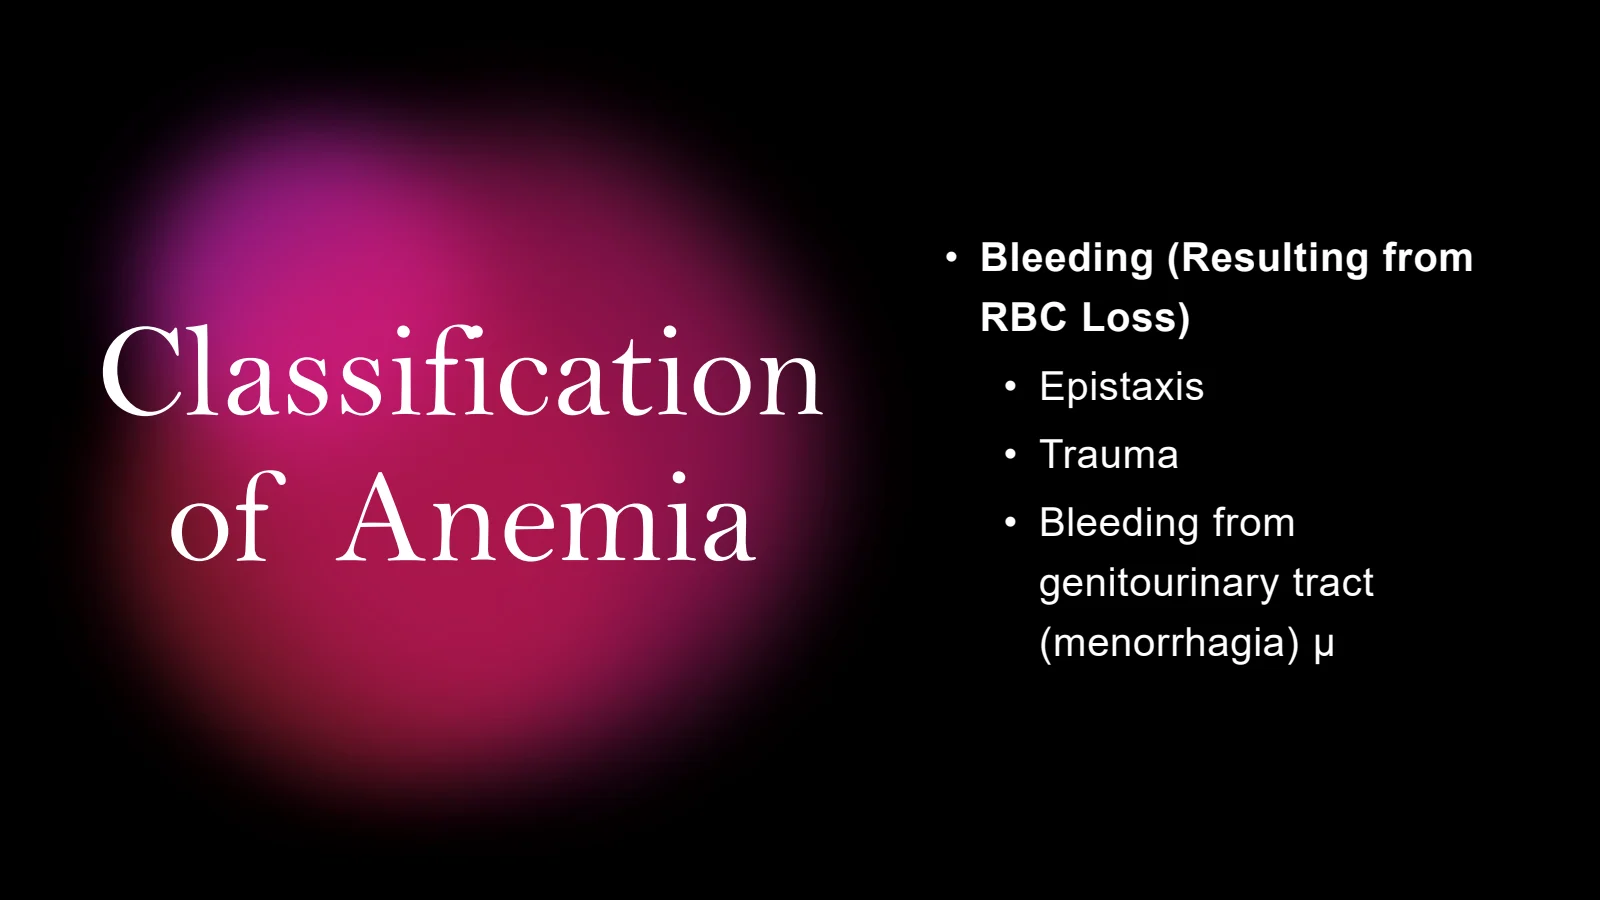 Classification
of Anemia
• Bleeding (Resulting from
RBC Loss)
• Epistaxis
• Trauma
• Bleeding from
genitourinary tract
(menorrhagia) µ